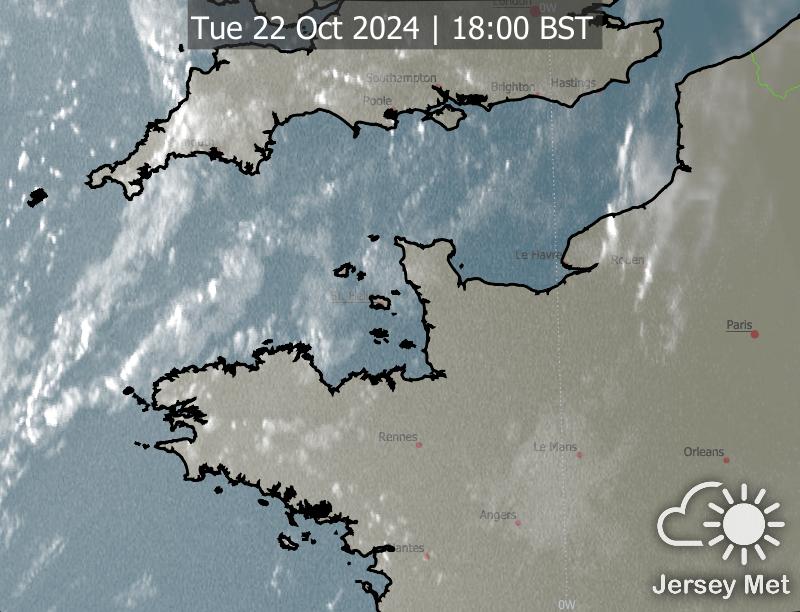 London
0W
Tue 22 Oct 2024 | 18:00 BST
Southampton
Brighton
Hastings
Poole
Le Havre
Rouen
St. Hel
Paris
Rennes
Le Mans
Orleans
Angers
Nantes
0W
Jersey Met